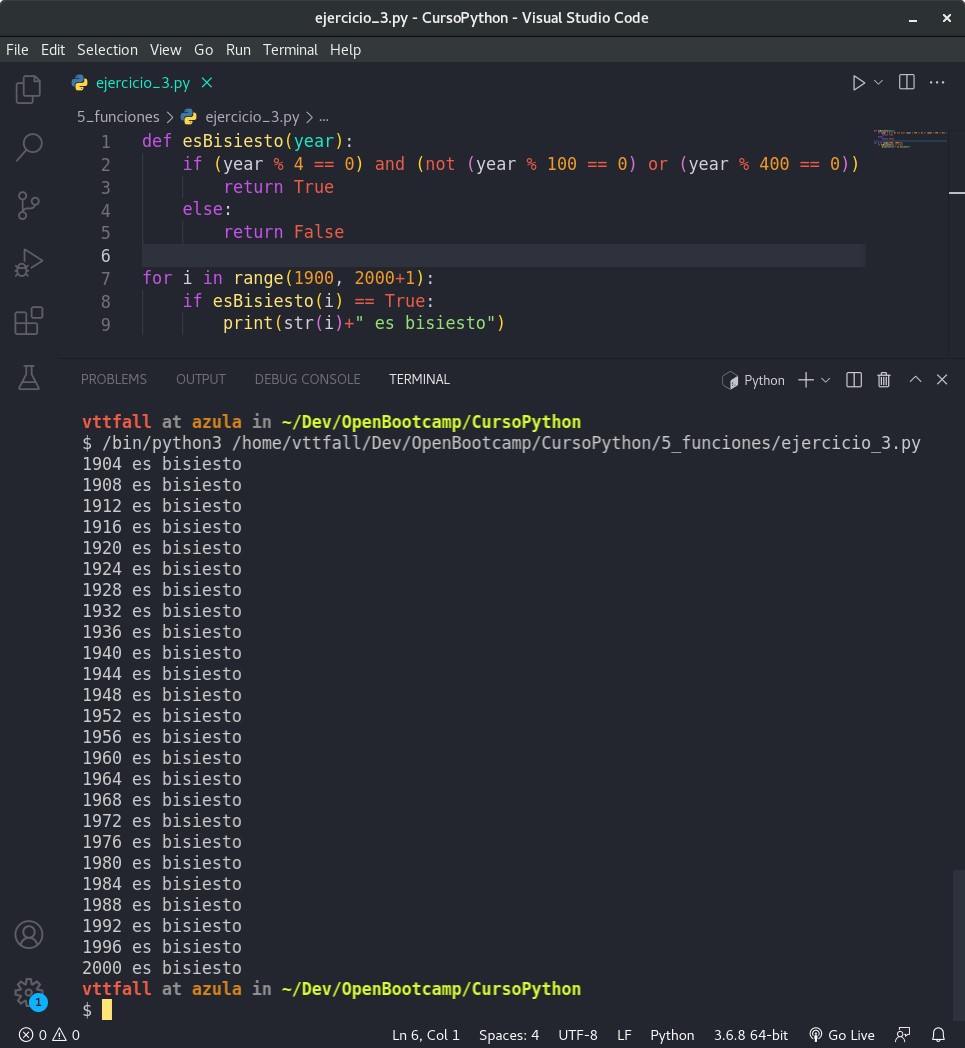 ejercicio_3.py - CursoPython - Visual Studio Code
File Edit Selection View Go Run Terminal Help
ejercicio_3.py
5_funciones > ejercicio_3.py > ...
1 def esBisiesto(year):
2 if (year % 4 == 0) and (not (year % 100 == 0) or (year % 400 == 0))
3 return True
4 else:
5 return False
6
7 for i in range(1900, 2000+1):
8 if esBisiesto(i) == True:
9 print(str(i)+" es bisiesto")
PROBLEMS OUTPUT DEBUG CONSOLE TERMINAL Python
vttfall at azula in ~/Dev/OpenBootcamp/CursoPython
$ /bin/python3 /home/vttfall/Dev/OpenBootcamp/CursoPython/5_funciones/ejercicio_3.py
1904 es bisiesto
1908 es bisiesto
1912 es bisiesto
1916 es bisiesto
1920 es bisiesto
1924 es bisiesto
1928 es bisiesto
1932 es bisiesto
1936 es bisiesto
1940 es bisiesto
1944 es bisiesto
1948 es bisiesto
1952 es bisiesto
1956 es bisiesto
1960 es bisiesto
1964 es bisiesto
1968 es bisiesto
1972 es bisiesto
1976 es bisiesto
1980 es bisiesto
1984 es bisiesto
1988 es bisiesto
1992 es bisiesto
1996 es bisiesto
2000 es bisiesto
vttfall at azula in ~/Dev/OpenBootcamp/CursoPython
$
1
0 0 Ln 6, Col 1 Spaces: 4 UTF-8 LF Python 3.6.8 64-bit Go Live